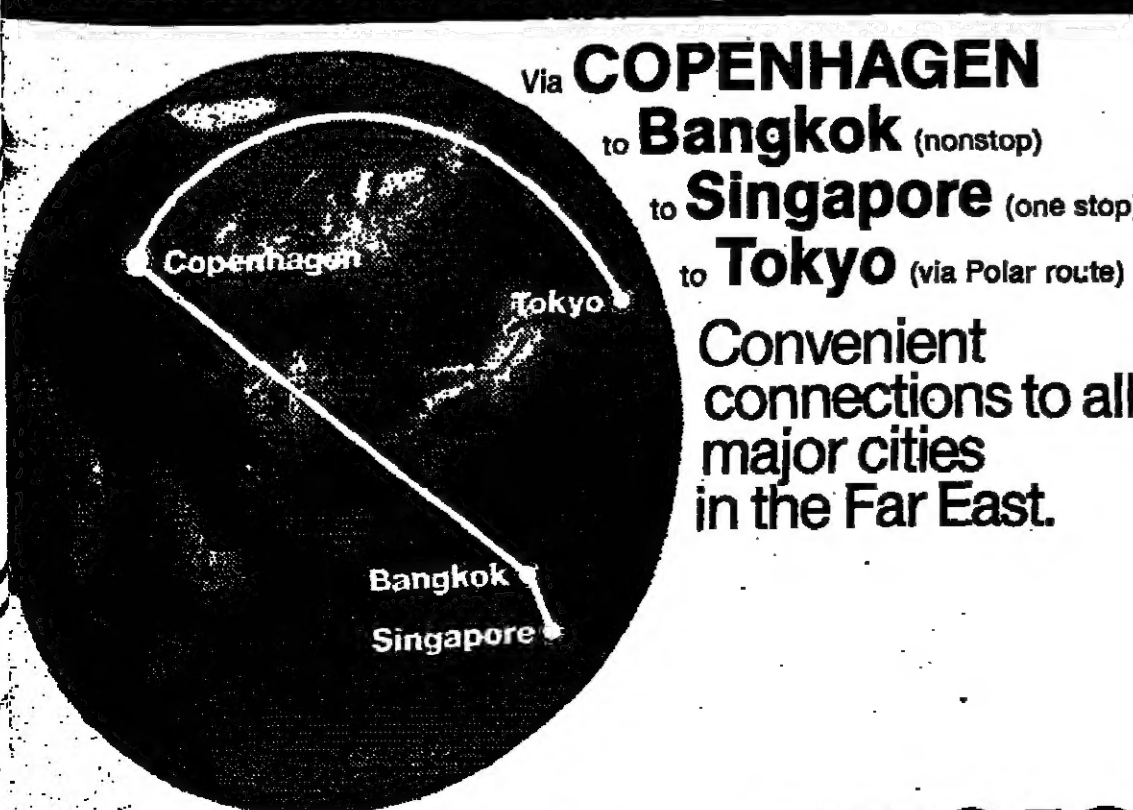 Via COPENHAGEN
to Bangkok (nonstop)
to Singapore (one stop)
to Tokyo (via Polar route)
Convenient
connections to all
major cities
in the Far East.
Copenhagen
Tokyo
Bangkok
Singapore